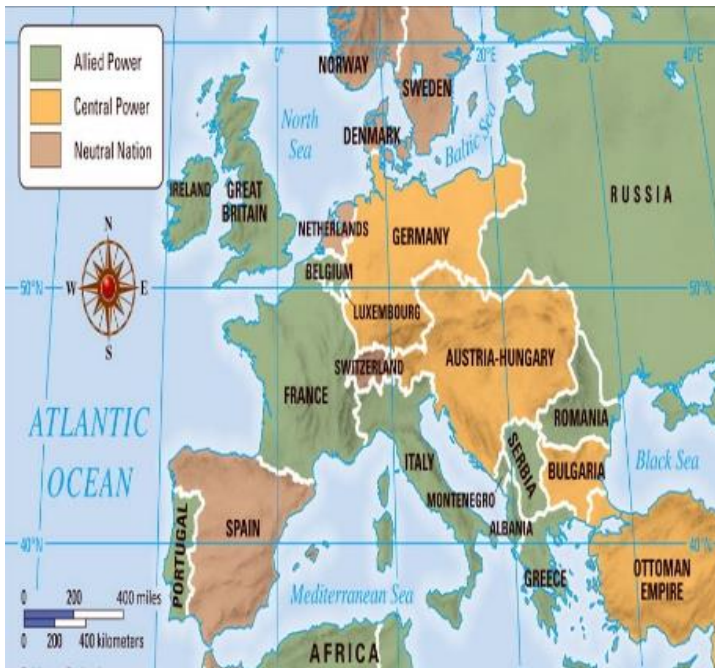 Allied Power
Central Power
Neutral Nation
0°
10°E
20°E
30°E
40°E
NORWAY
SWEDEN
North
Sea
DENMARK
Baltic Sea
RUSSIA
IRELAND
GREAT
BRITAIN
NETHERLANDS
GERMANY
BELGIUM
N
W
E
S
50°N
50°N
LUXEMBOURG
SWITZERLAND
AUSTRIA-HUNGARY
FRANCE
ROMANIA
ATLANTIC
OCEAN
ITALY
SERBIA
BULGARIA
Black Sea
MONTENEGRO
PORTUGAL
SPAIN
ALBANIA
40°N
40°N
GREECE
OTTOMAN
EMPIRE
Mediterranean Sea
0 200 400 miles
0 200 400 kilometers
AFRICA